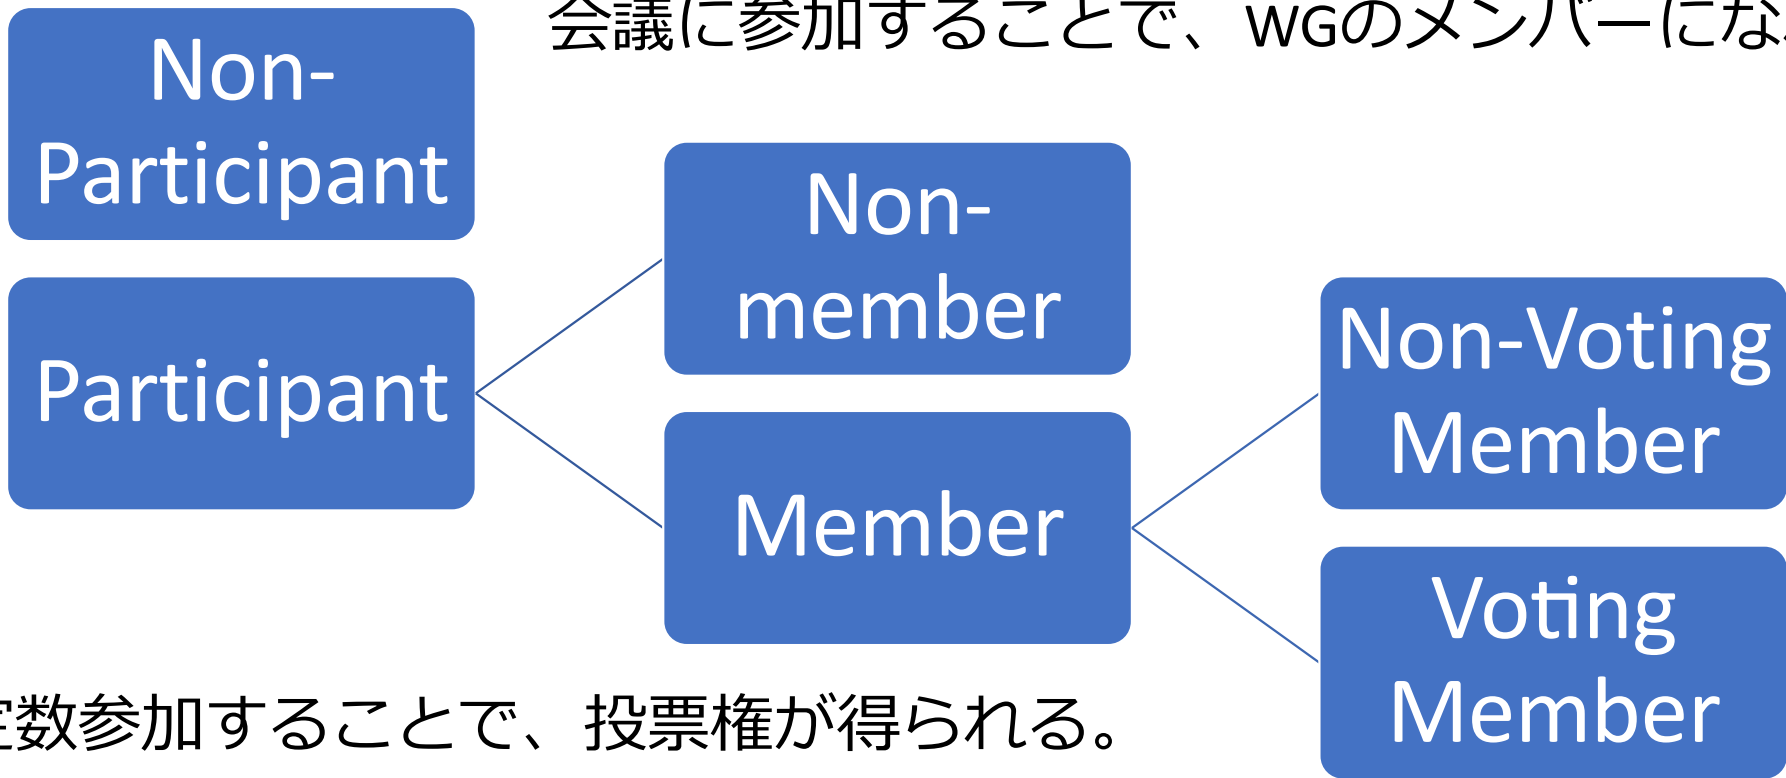 会議に参加することで、WGのメンバーにな
Non-
Participant
Non-
member
Participant
Non-Voting
Member
Member
Voting
Member
定数参加することで、投票権が得られる。